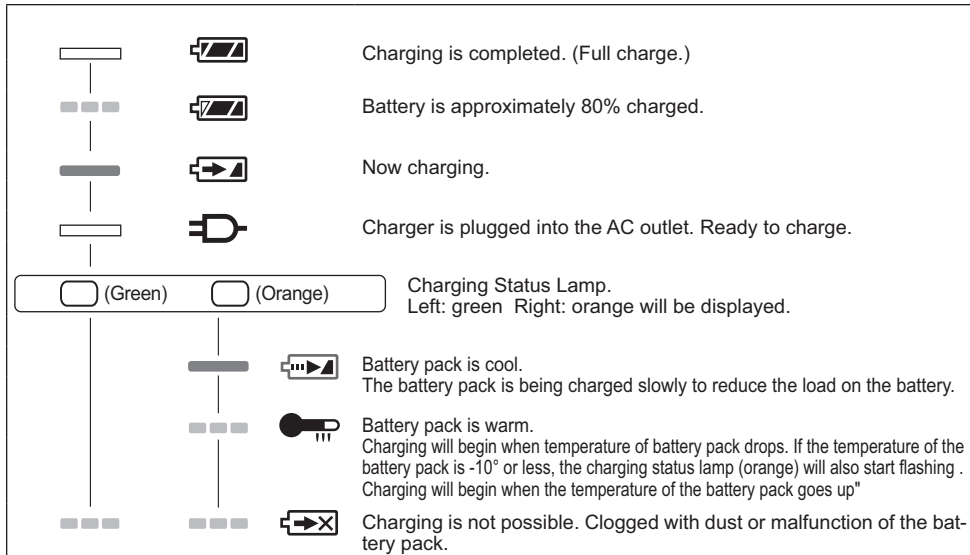 Charging is completed. (Full charge.)
Battery is approximately 80% charged.
Now charging.
Charger is plugged into the AC outlet. Ready to charge.
(Green) (Orange)
Charging Status Lamp.
Left: green Right: orange will be displayed.
Battery pack is cool.
The battery pack is being charged slowly to reduce the load on the battery.
Battery pack is warm.
Charging will begin when temperature of battery pack drops. If the temperature of the
battery pack is -10° or less, the charging status lamp (orange) will also start flashing .
Charging will begin when the temperature of the battery pack goes up"
Charging is not possible. Clogged with dust or malfunction of the bat-
tery pack.